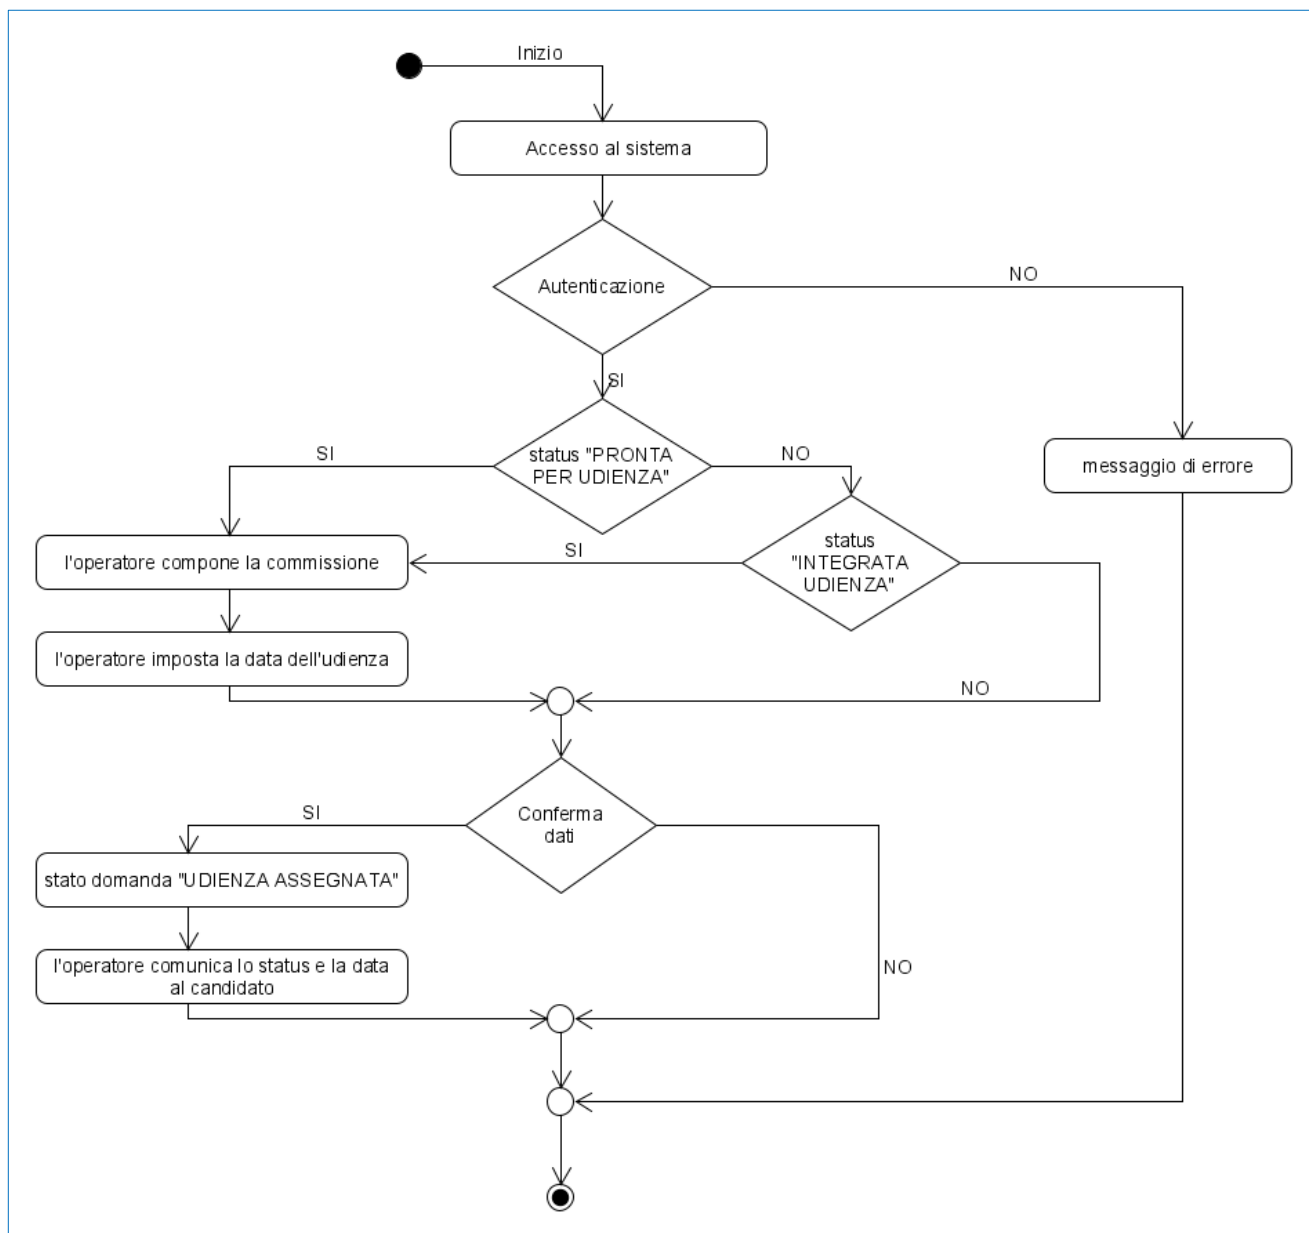 Inizio
Accesso al sistema
Autenticazione
NO
SI
status "PRONTA
PER UDIENZA"
SI
NO
messaggio di errore
status
"INTEGRATA
UDIENZA"
SI
l'operatore compone la commissione
l'operatore imposta la data dell'udienza
NO
Conferma
dati
SI
stato domanda "UDIENZA ASSEGNATA"
l'operatore comunica lo status e la data
al candidato
NO